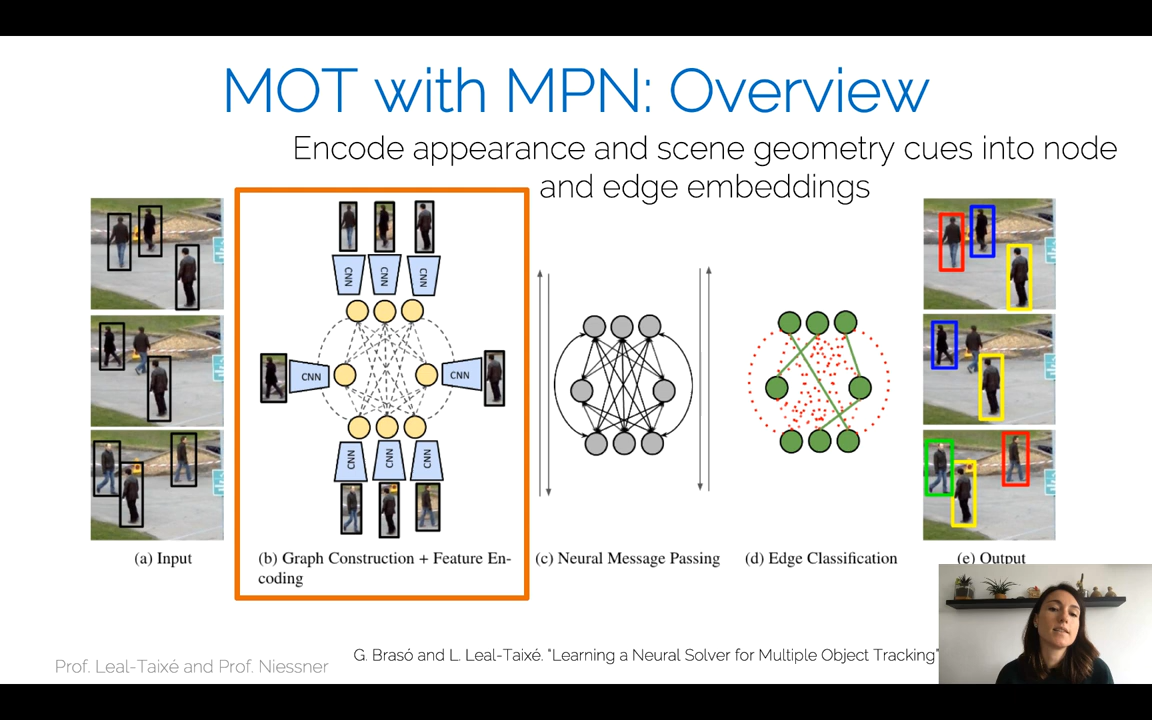 MOT with MPN: Overview
Encode appearance and scene geometry cues into node
and edge embeddings
CNN
CNN
CNN
CNN
CNN
CNN
CNN
CNN
(a) Input
(b) Graph Construction + Feature En-
coding
(c) Neural Message Passing
(d) Edge Classification
(e) Output
G. Brasó and L. Leal-Taixé. "Learning a Neural Solver for Multiple Object Tracking"
Prof. Leal-Taixé and Prof. Niessner